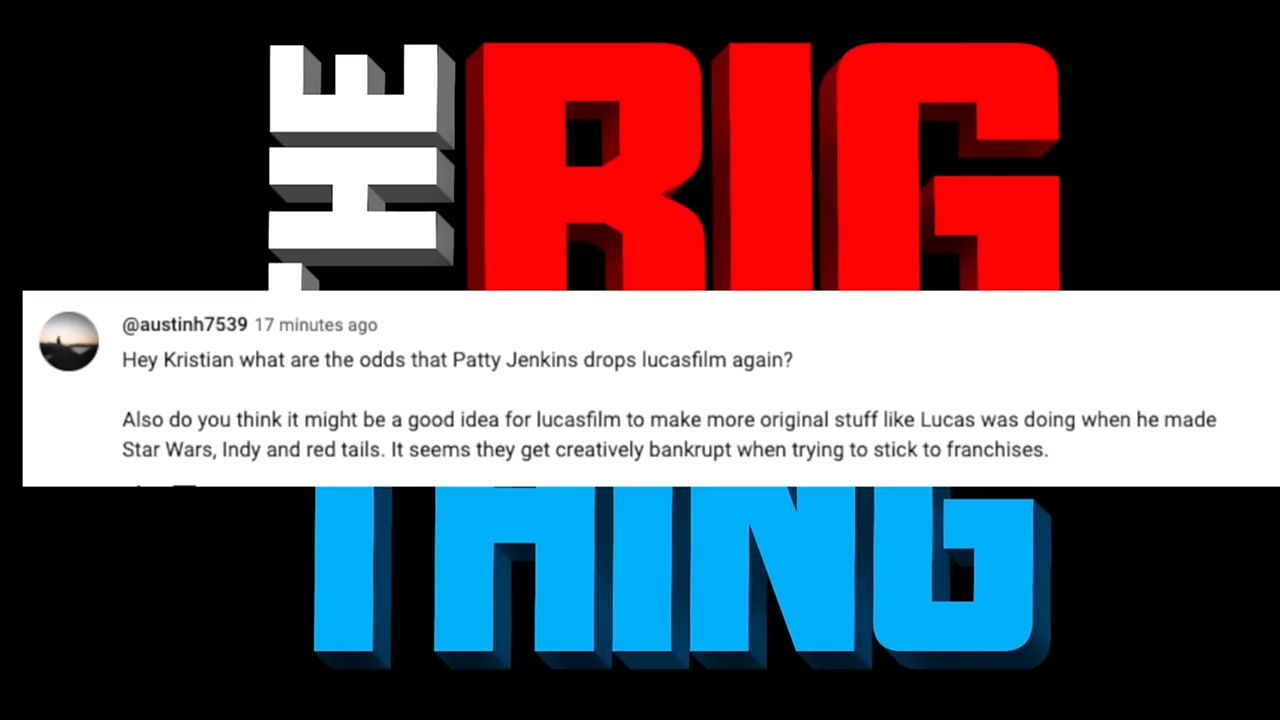 THE
BIG
@austinh7539 17 minutes ago
Hey Kristian what are the odds that Patty Jenkins drops lucasfilm again?
Also do you think it might be a good idea for lucasfilm to make more original stuff like Lucas was doing when he made
Star Wars, Indy and red tails. It seems they get creatively bankrupt when trying to stick to franchises.
THING